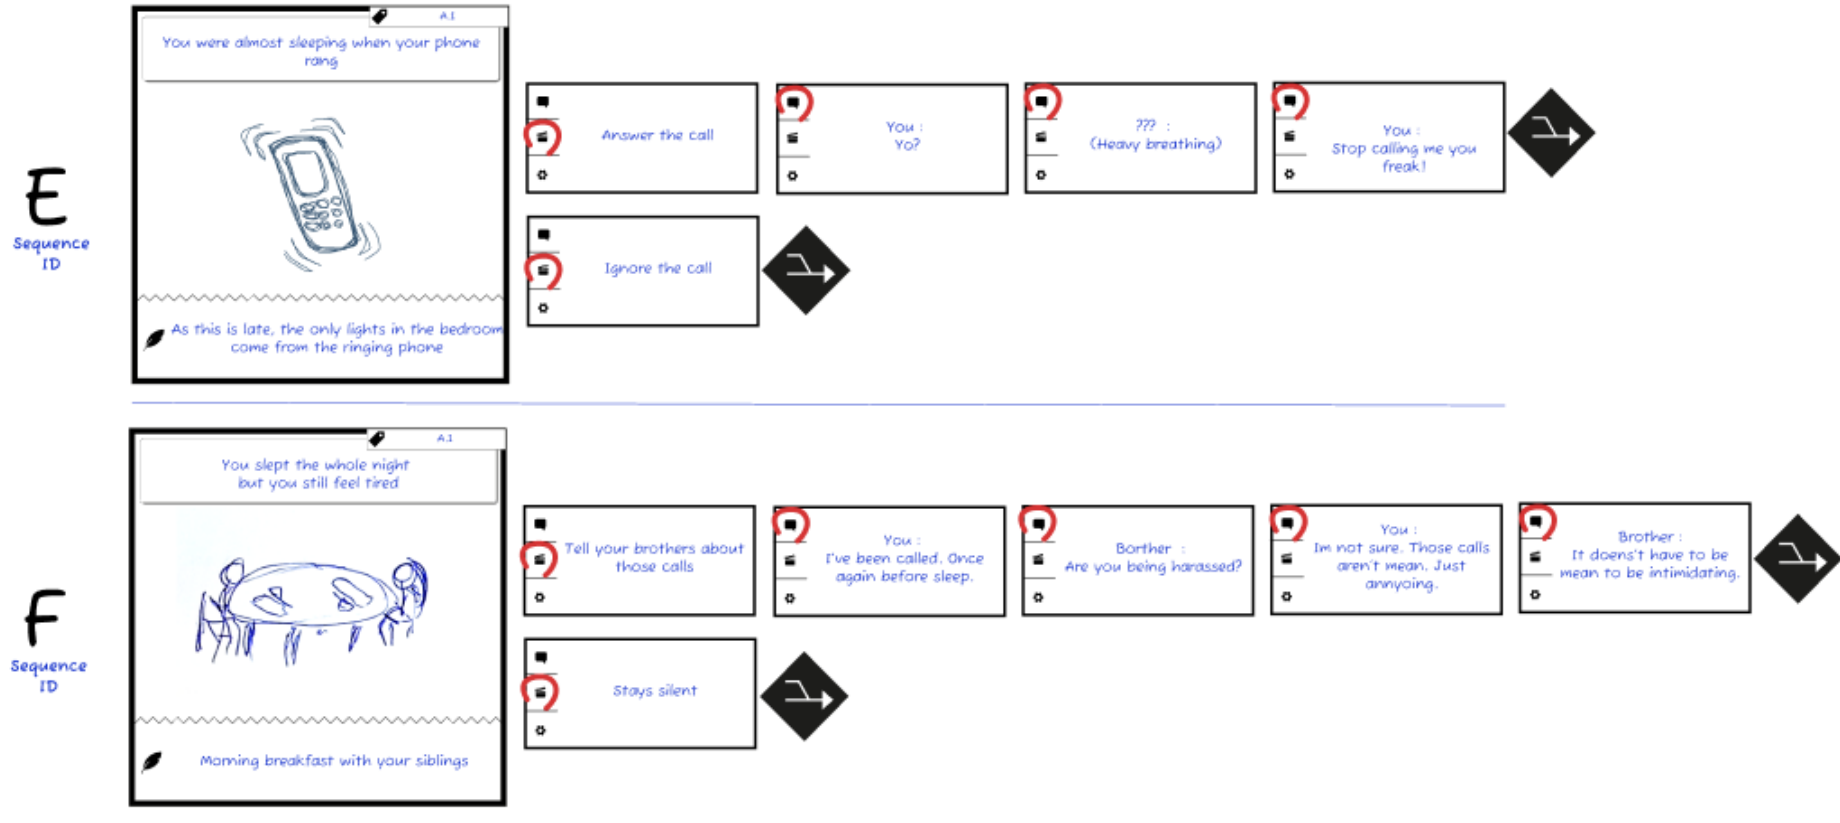 A.1
You were almost sleeping when your phone
rang
E
Sequence
ID
As this is late, the only lights in the bedroom
come from the ringing phone
Answer the call
You :
Yo?
??? :
(Heavy breathing)
You :
Stop calling me you
freak!
Ignore the call
A.1
You slept the whole night
but you still feel tired
F
Sequence
ID
Morning breakfast with your siblings
Tell your brothers about
those calls
You :
I've been called. Once
again before sleep.
Borther :
Are you being harassed?
You :
Im not sure. Those calls
aren't mean. Just
annyoing.
Brother :
It doens't have to be
mean to be intimidating.
Stays silent